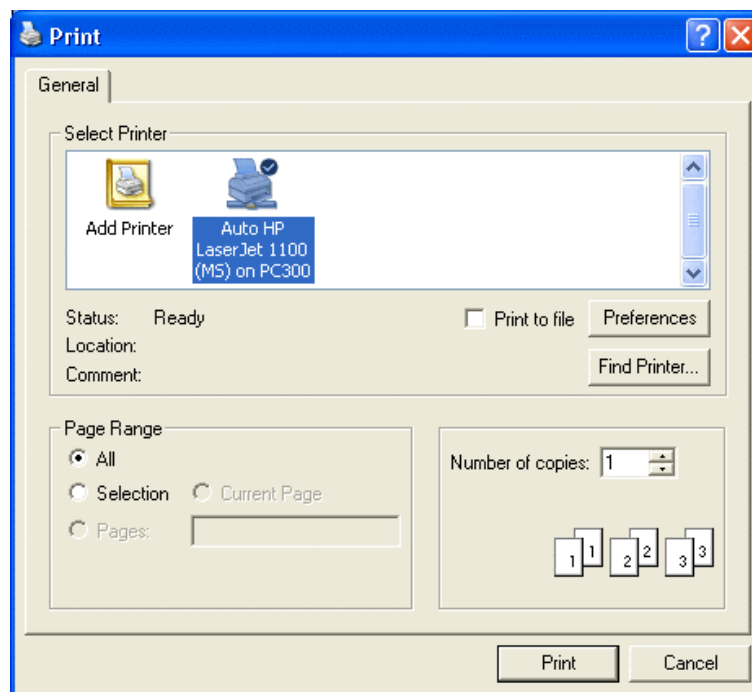 Print
General
Select Printer
Add Printer
Auto HP
LaserJet 1100
(MS) on PC300
Status: Ready
Print to file
Preferences
Location:
Find Printer...
Comment:
Page Range
All
Number of copies: 1
Selection
Current Page
Pages:
1 1 2 2 3 3
Print
Cancel